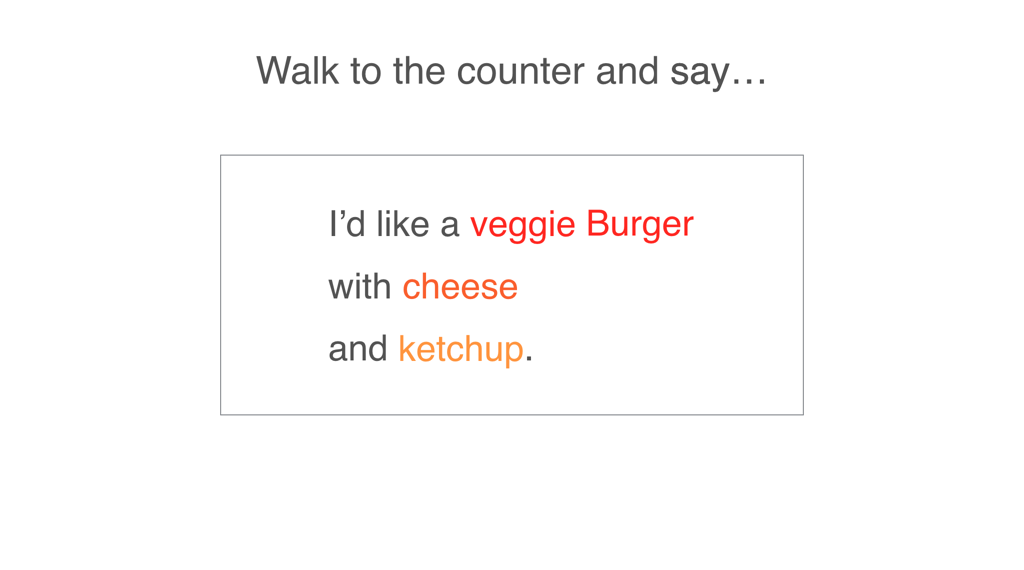 Walk to the counter and say…
I’d like a veggie Burger
with cheese
and ketchup.